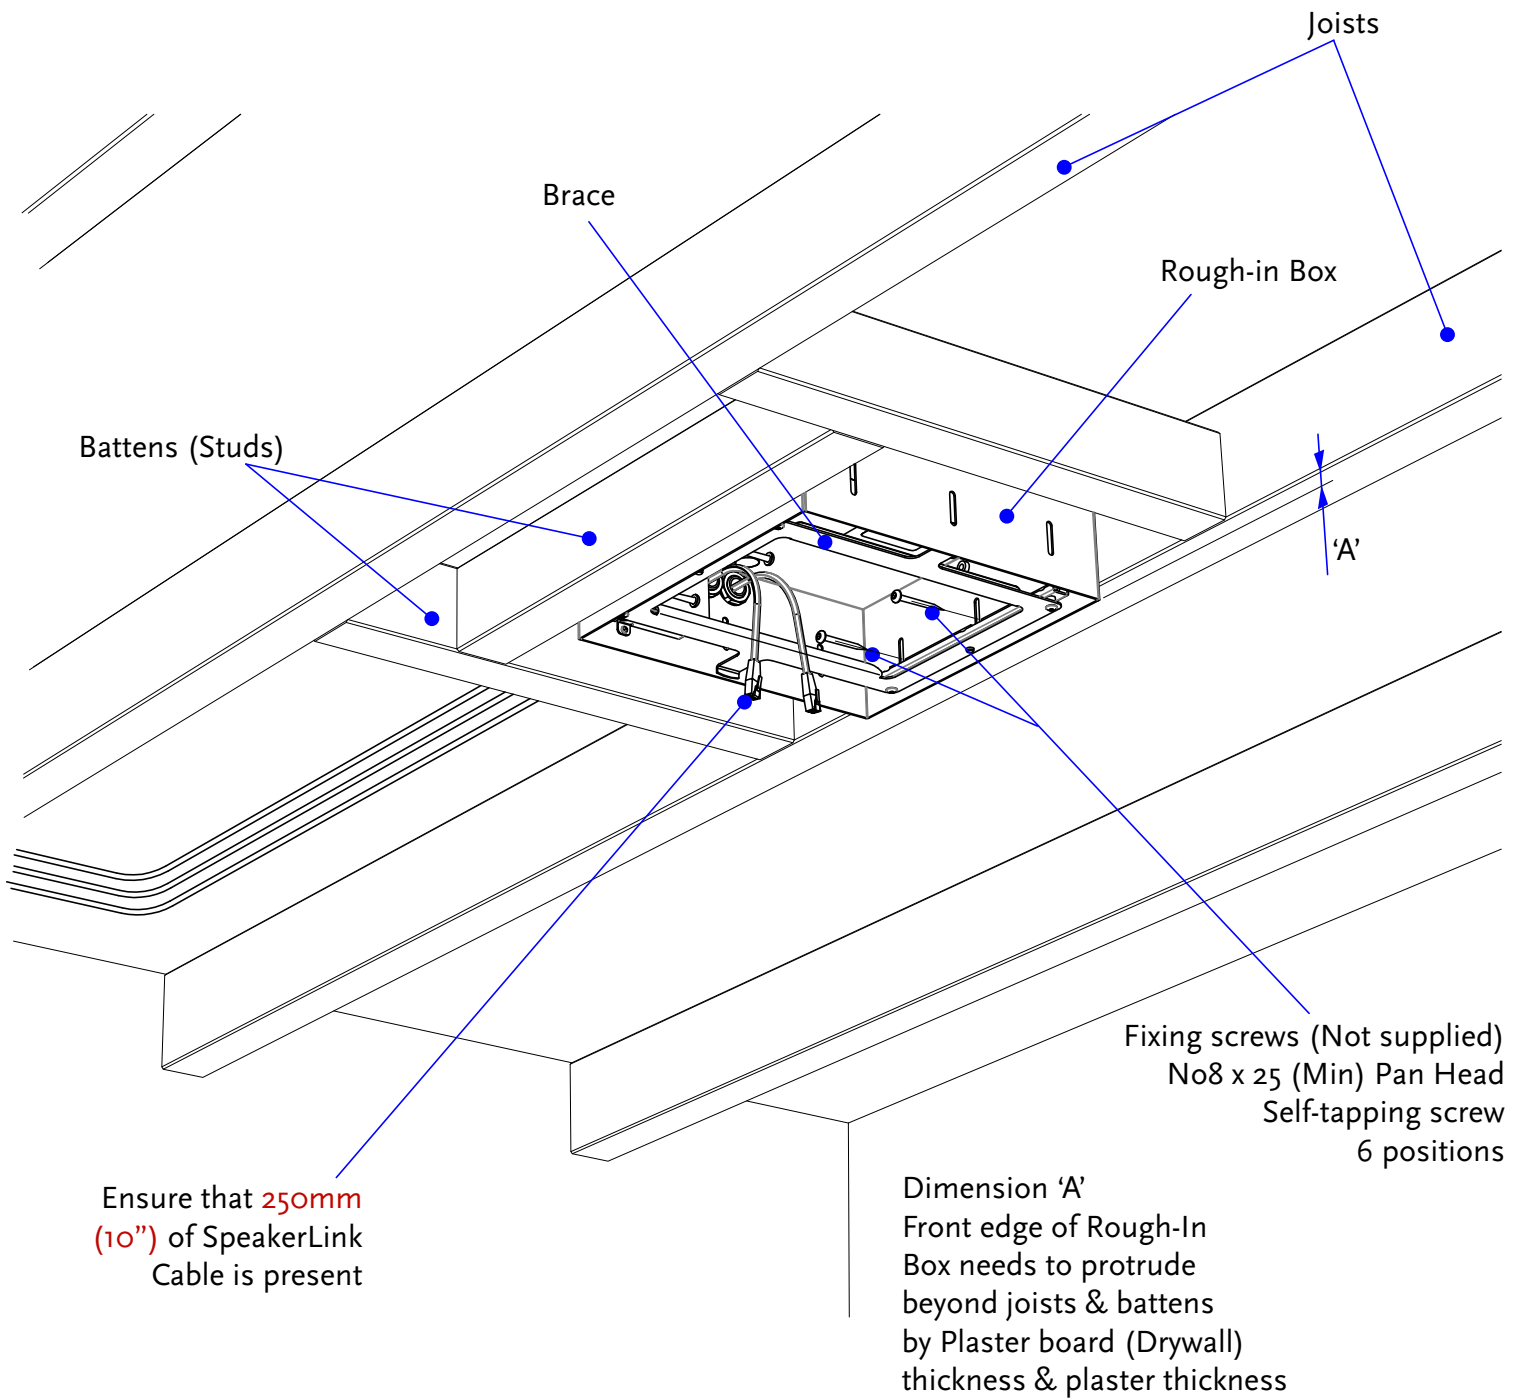 Joists
Brace
Rough-in Box
Battens (Studs)
‘A’
Fixing screws (Not supplied)
No8 x 25 (Min) Pan Head
Self-tapping screw
6 positions
Ensure that 250mm
(10”) of SpeakerLink
Cable is present
Dimension ‘A’
Front edge of Rough-In
Box needs to protrude
beyond joists & battens
by Plaster board (Drywall)
thickness & plaster thickness